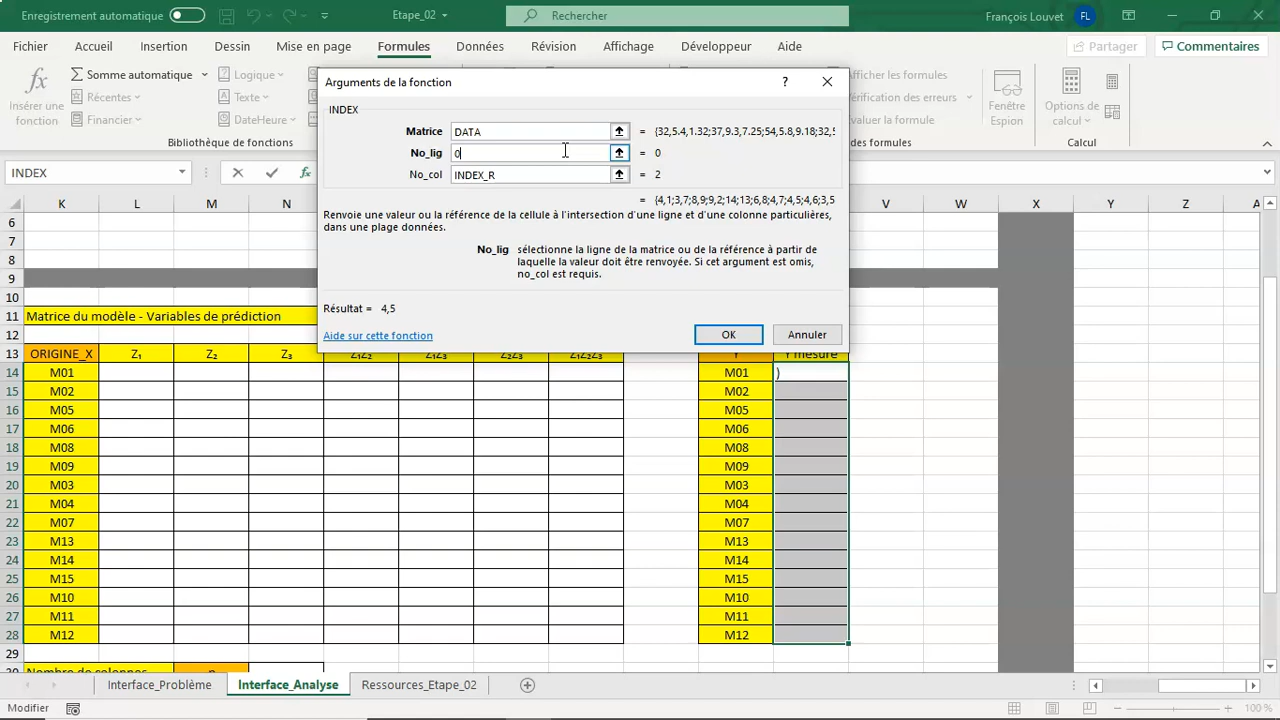 Enregistrement automatique
Etape_02
Rechercher
François Louvet
FL
Fichier
Accueil
Insertion
Dessin
Mise en page
Formules
Données
Révision
Affichage
Développeur
Aide
Partager
Commentaires
fx
Insérer une
fonction
Somme automatique
Récentes
Financier
Logique
Texte
Bibliothèque de fonctions
Afficher les formules
Vérification des erreurs
Fenêtre
Espion
Options de
calcul
des formules
Arguments de la fonction
INDEX
Matrice
DATA
= {32,5.4,1.32;37,9.3,7.25;54,5.8,9.18;32,5
No_lig
0
= 0
No_col
INDEX_R
= 2
= {4,1;3,7;8,9;9,2;14;13;6,8;4,7;4,5;4,6;3,5
Renvoie une valeur ou la référence de la cellule à l'intersection d'une ligne et d'une colonne particulières,
dans une plage données.
No_lig sélectionne la ligne de la matrice ou de la référence à partir de
laquelle la valeur doit être renvoyée. Si cet argument est omis,
no_col est requis.
Résultat = 4,5
Aide sur cette fonction
OK
Annuler
INDEX
K L M N V W X Y Z
6
7
8
9
10
11 Matrice du modèle - Variables de prédiction
12
13 ORIGINE_X Z₁ Z₂ Z₃ Z₁Z₂ Z₁Z₃ Z₂Z₃ Z₁Z₂Z₃ Y Y mesuré
14 M01 M01 )
15 M02 M02
16 M05 M05
17 M06 M06
18 M08 M08
19 M09 M09
20 M03 M03
21 M04 M04
22 M07 M07
23 M13 M13
24 M14 M14
25 M15 M15
26 M10 M10
27 M11 M11
28 M12 M12
29
30 Nombre de colonnes p
Interface_Problème
Interface_Analyse
Ressources_Etape_02
Modifier
100 %